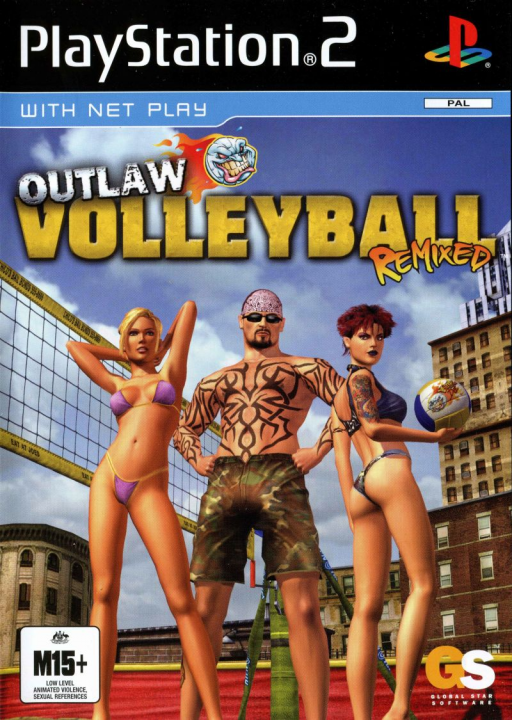 PlayStation®2
PAL
WITH NET PLAY
OUTLAW
VOLLEYBALL
REMIXED
M15+
LOW LEVEL
ANIMATED VIOLENCE,
SEXUAL REFERENCES
GS
GLOBAL STAR
SOFTWARE